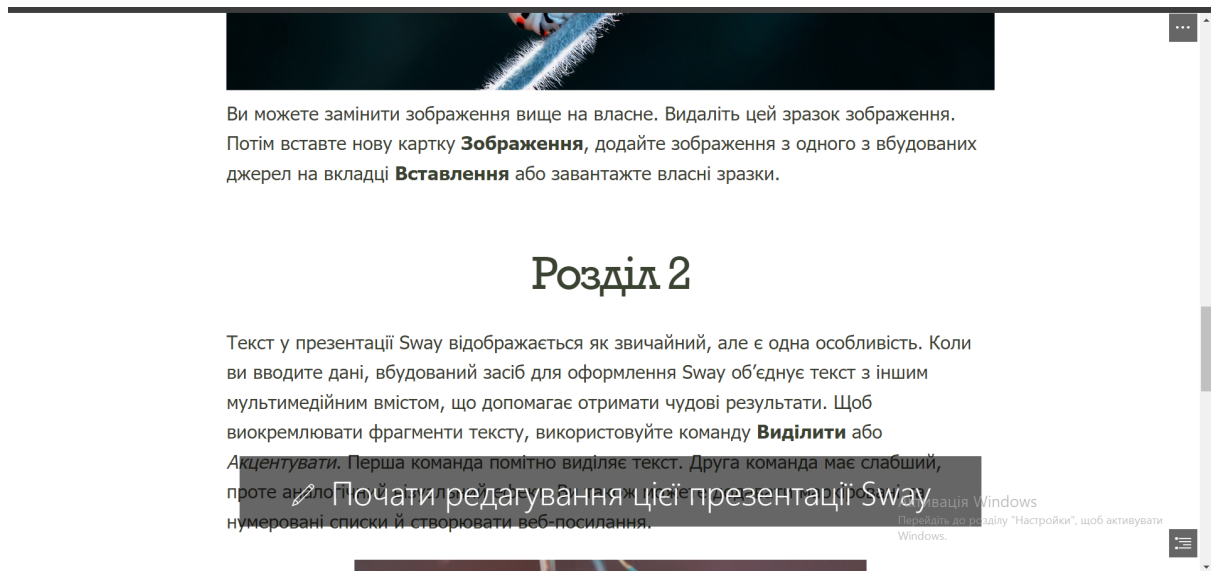 Ви можете замінити зображення вище на власне. Видаліть цей зразок зображення.
Потім вставте нову картку Зображення, додайте зображення з одного з вбудованих
джерел на вкладці Вставлення або завантажте власні зразки.
Розділ 2
Текст у презентації Sway відображається як звичайний, але є одна особливість. Коли
ви вводите дані, вбудований засіб для оформлення Sway об’єднує текст з іншим
мультимедійним вмістом, що допомагає отримати чудові результати. Щоб
виокремлювати фрагменти тексту, використовуйте команду Виділити або
Акцентувати. Перша команда помітно виділяє текст. Друга команда має слабший,
проте
Почати редагування цієї презентації Sway
нумеровані списки й створювати веб-посилання.
Активація Windows
Перейдіть до розділу "Настройки", щоб активувати
Windows.